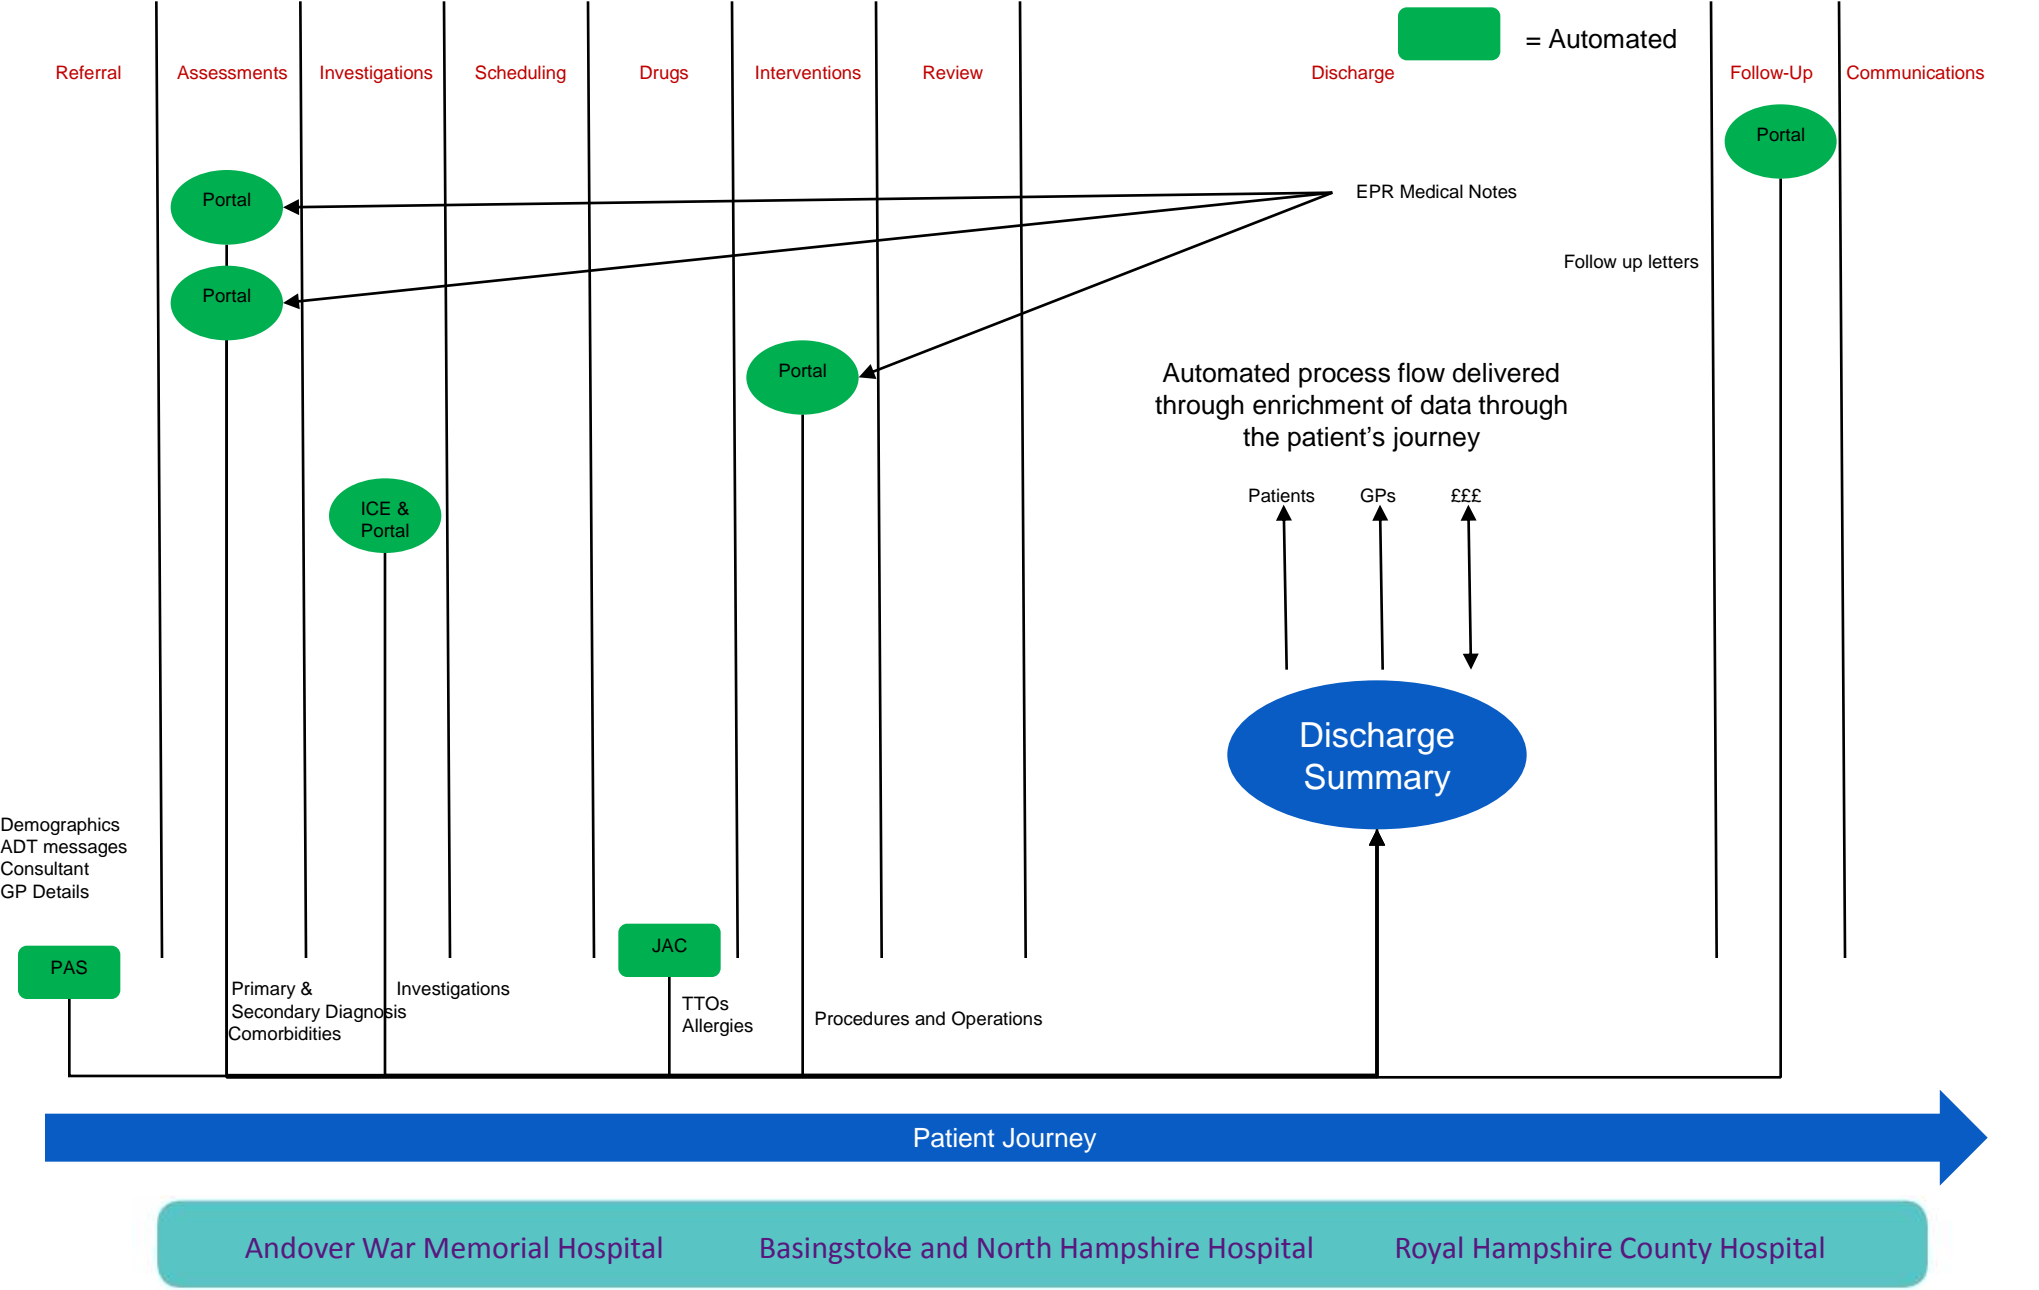 = Automated
Referral
Assessments
Investigations
Scheduling
Drugs
Interventions
Review
Discharge
Follow-Up
Communications
Portal
Portal
EPR Medical Notes
Follow up letters
Portal
Portal
Automated process flow delivered
through enrichment of data through
the patient's journey
ICE &
Portal
Patients
GPs
£££
Discharge
Summary
Demographics
ADT messages
Consultant
GP Details
PAS
JAC
Primary &
Secondary Diagnosis
Comorbidities
Investigations
TTOs
Allergies
Procedures and Operations
Patient Journey
Andover War Memorial Hospital
Basingstoke and North Hampshire Hospital
Royal Hampshire County Hospital